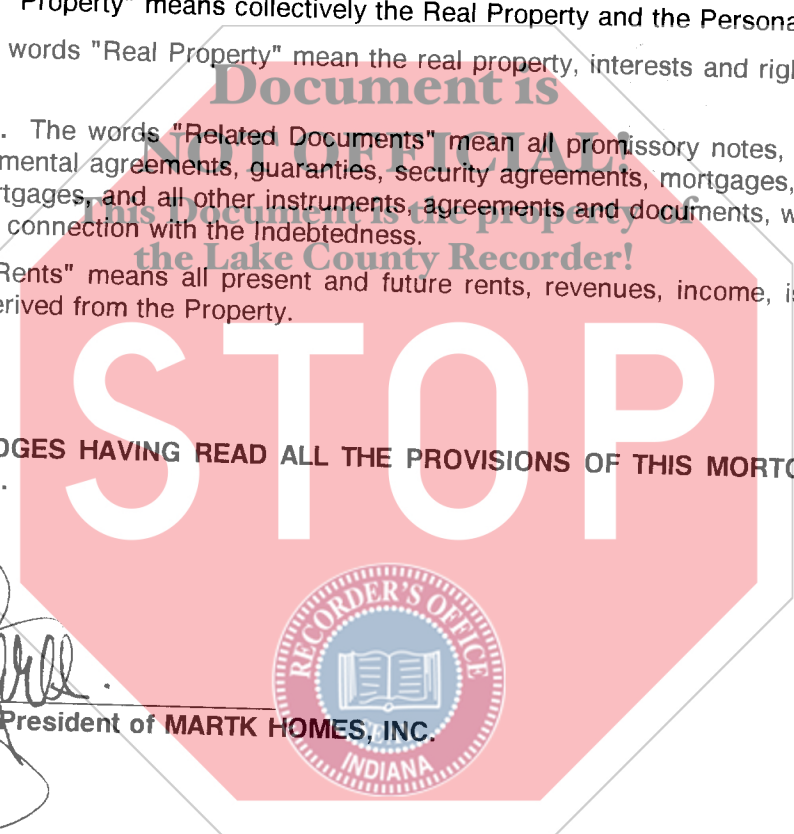 Property" means collectively the Real Property and the Persona
words "Real Property" mean the real property, interests and righ
Document is
. The words "Related Documents" mean all promissory notes,
NOT OFFICIAL!
mental agreements, guaranties, security agreements, mortgages,
rtgages, and all other instruments, agreements and documents, w
This Document is the property of
connection with the Indebtedness.
the Lake County Recorder!
Rents" means all present and future rents, revenues, income, is
erived from the Property.
STOP
DGES HAVING READ ALL THE PROVISIONS OF THIS MORTG
.
RECORDER'S OFFICE
President of MARTK HOMES, INC.
INDIANA